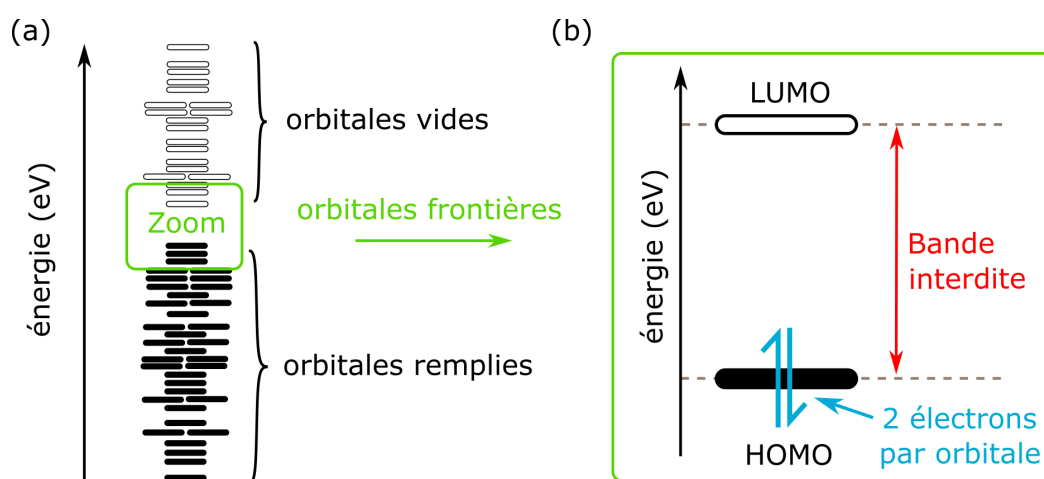 (a)
énergie (eV)
orbitales vides
Zoom
orbitales frontières
orbitales remplies
(b)
énergie (eV)
LUMO
Bande
interdite
2 électrons
par orbitale
HOMO